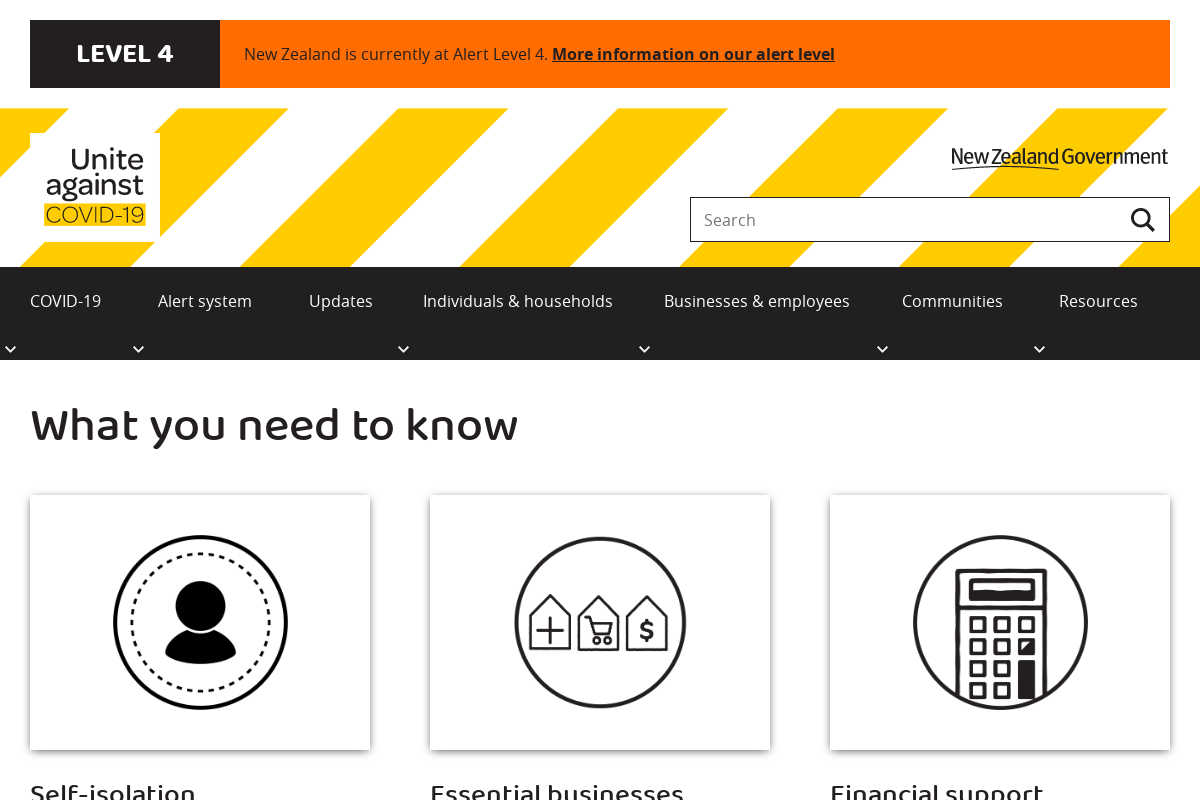 LEVEL 4
New Zealand is currently at Alert Level 4. More information on our alert level
Unite
against
COVID-19
New Zealand Government
Search
COVID-19
Alert system
Updates
Individuals & households
Businesses & employees
Communities
Resources
What you need to know
$
Self-isolation
Essential businesses
Financial support